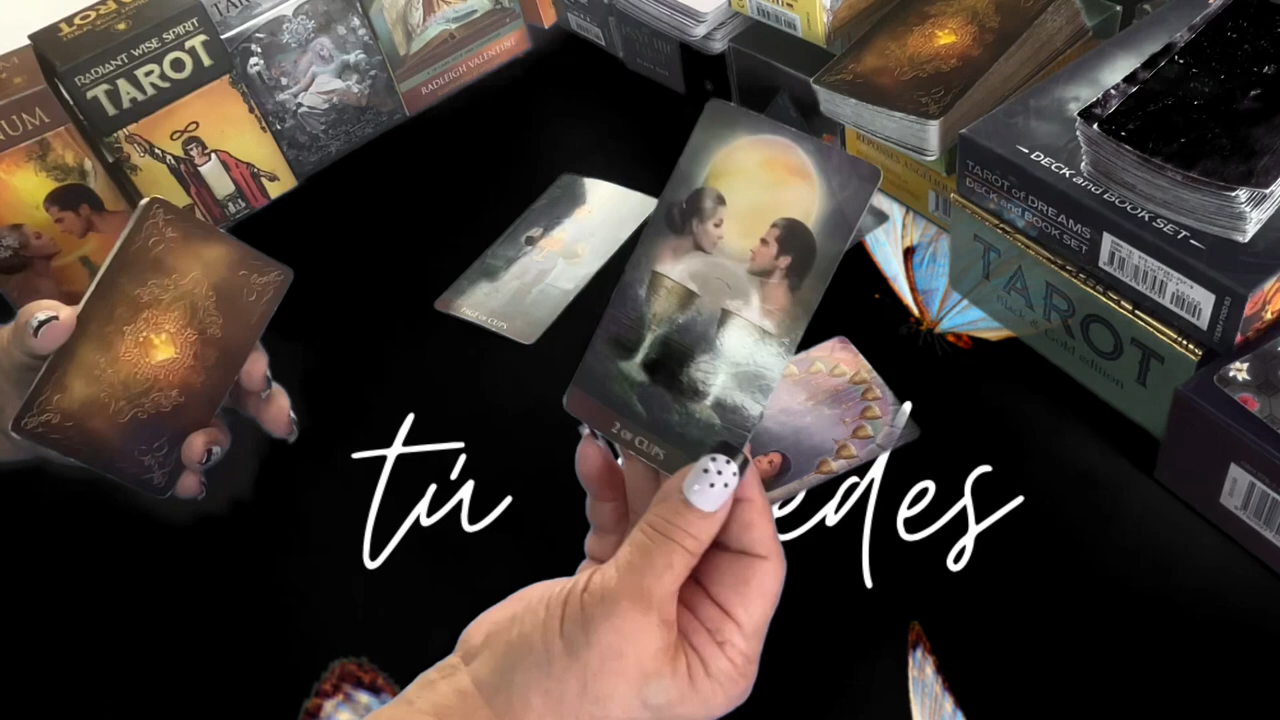 TAROT
RADIANT WISE SPIRIT
TAROT
NUM
RADLEIGH VALENTINE
DECK and BOOK SET
TAROT of DREAMS
DECK and BOOK SET
TAROT
Black & Gold edition
PAGE of CUPS
2 of CUPS
tú edes